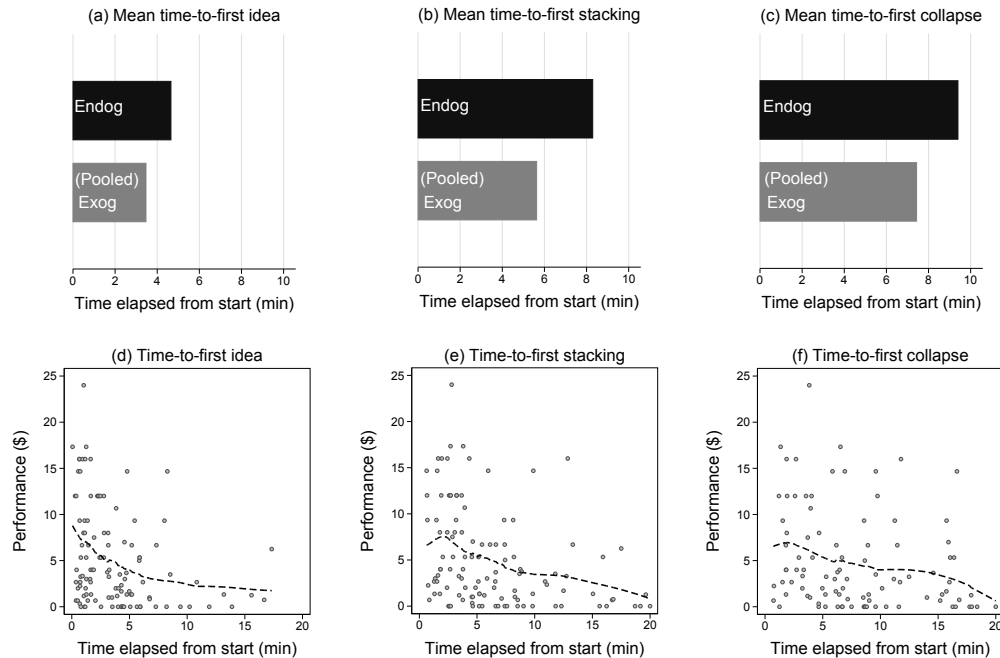 (a) Mean time-to-first idea
Endog
(Pooled)
Exog
0 2 4 6 8 10
Time elapsed from start (min)
(b) Mean time-to-first stacking
Endog
(Pooled)
Exog
0 2 4 6 8 10
Time elapsed from start (min)
(c) Mean time-to-first collapse
Endog
(Pooled)
Exog
0 2 4 6 8 10
Time elapsed from start (min)
(d) Time-to-first idea
Performance ($)
25
20
15
10
5
0
0 5 10 15 20
Time elapsed from start (min)
(e) Time-to-first stacking
Performance ($)
25
20
15
10
5
0
0 5 10 15 20
Time elapsed from start (min)
(f) Time-to-first collapse
Performance ($)
25
20
15
10
5
0
0 5 10 15 20
Time elapsed from start (min)